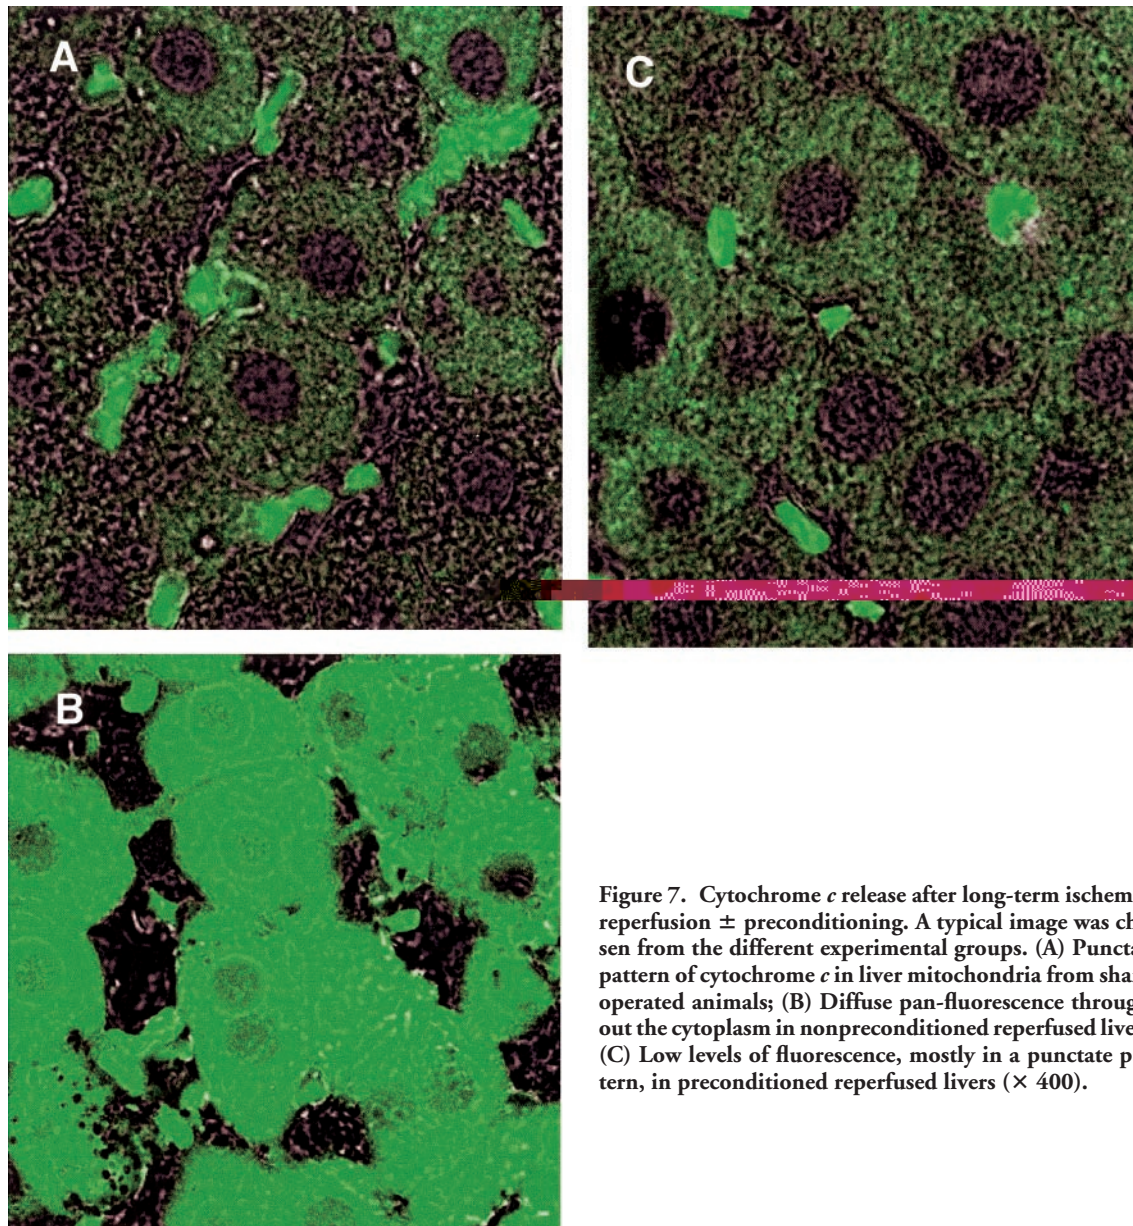 A
C
B
Figure 7. Cytochrome c release after long-term ischem
reperfusion ± preconditioning. A typical image was ch
sen from the different experimental groups. (A) Puncta
pattern of cytochrome c in liver mitochondria from sha
operated animals; (B) Diffuse pan-fluorescence throug
out the cytoplasm in nonpreconditioned reperfused live
(C) Low levels of fluorescence, mostly in a punctate p
tern, in preconditioned reperfused livers (× 400).